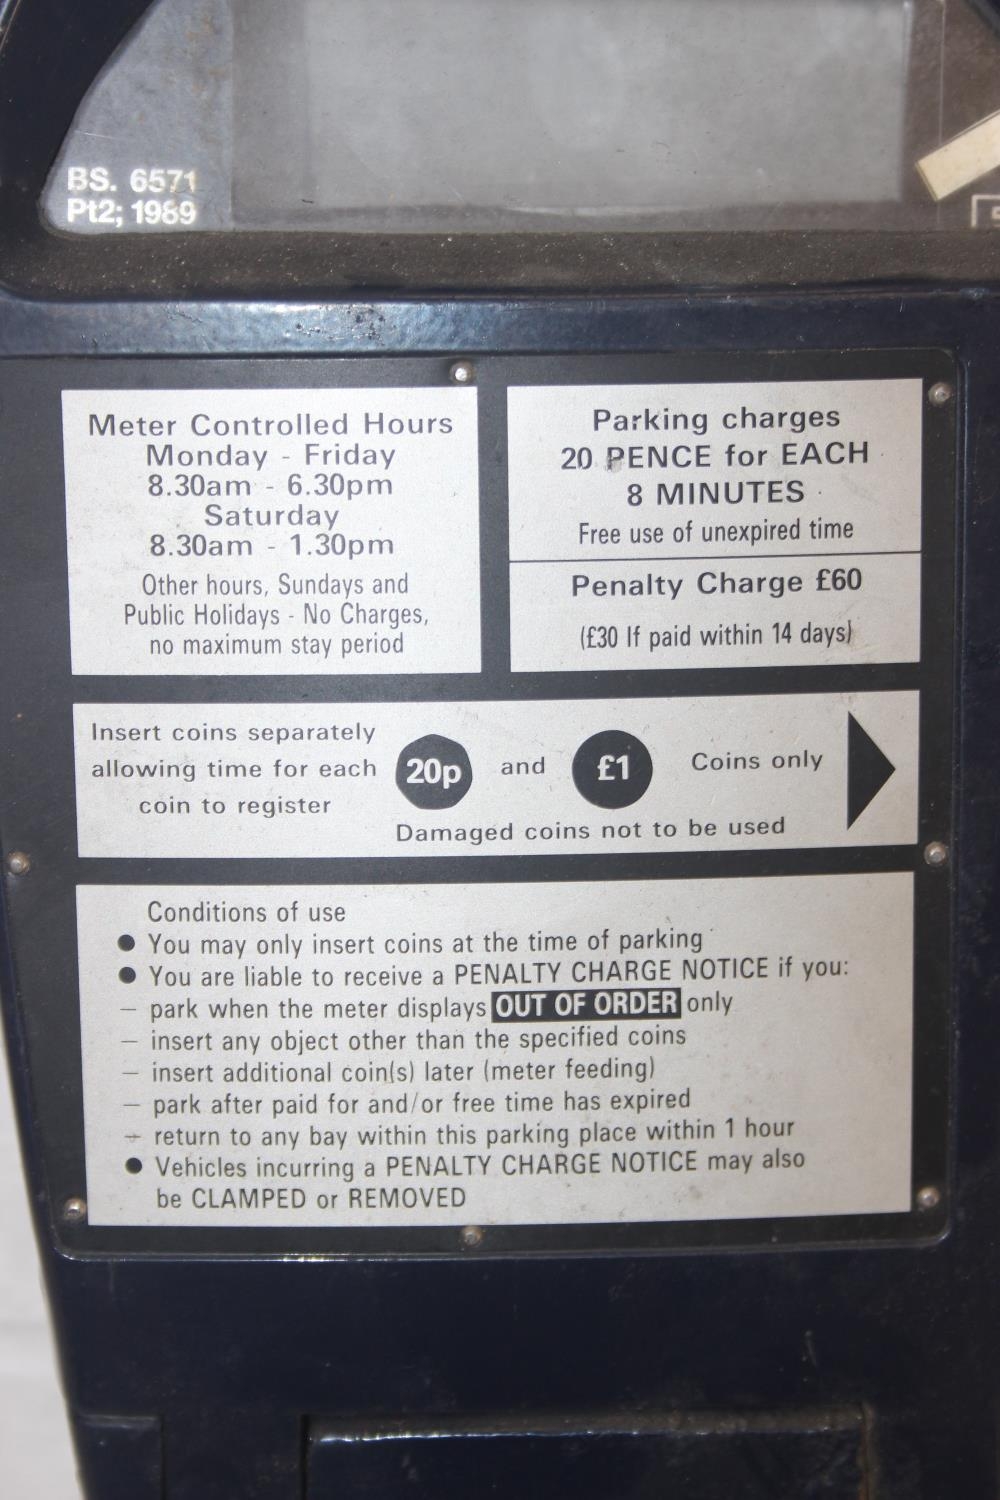 BS. 6571
Pt2; 1989
Meter Controlled Hours
Monday - Friday
8.30am - 6.30pm
Saturday
8.30am - 1.30pm
Other hours, Sundays and
Public Holidays - No Charges,
no maximum stay period
Parking charges
20 PENCE for EACH
8 MINUTES
Free use of unexpired time
Penalty Charge £60
(£30 If paid within 14 days)
Insert coins separately
allowing time for each
coin to register
20p and £1 Coins only
Damaged coins not to be used
Conditions of use
● You may only insert coins at the time of parking
● You are liable to receive a PENALTY CHARGE NOTICE if you:
– park when the meter displays OUT OF ORDER only
– insert any object other than the specified coins
– insert additional coin(s) later (meter feeding)
– park after paid for and/or free time has expired
– return to any bay within this parking place within 1 hour
● Vehicles incurring a PENALTY CHARGE NOTICE may also
be CLAMPED or REMOVED